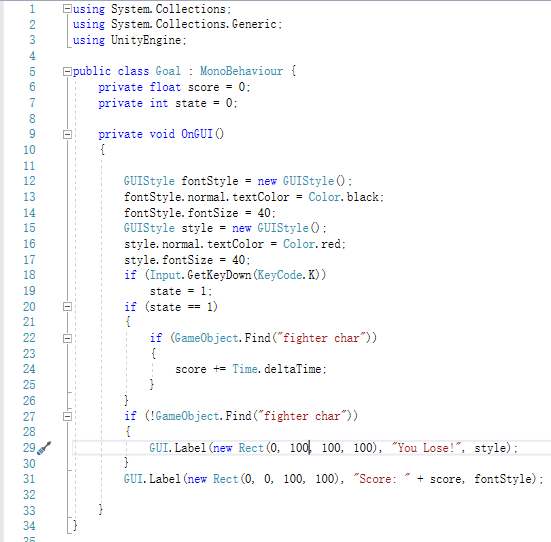 1 using System.Collections;
2 using System.Collections.Generic;
3 using UnityEngine;
4
5 public class Goal : MonoBehaviour {
6 private float score = 0;
7 private int state = 0;
8
9 private void OnGUI()
10 {
11
12 GUIStyle fontStyle = new GUIStyle();
13 fontStyle.normal.textColor = Color.black;
14 fontStyle.fontSize = 40;
15 GUIStyle style = new GUIStyle();
16 style.normal.textColor = Color.red;
17 style.fontSize = 40;
18 if (Input.GetKeyDown(KeyCode.K))
19 state = 1;
20 if (state == 1)
21 {
22 if (GameObject.Find("fighter char"))
23 {
24 score += Time.deltaTime;
25 }
26 }
27 if (!GameObject.Find("fighter char"))
28 {
29 GUI.Label(new Rect(0, 100, 100, 100), "You Lose!", style);
30 }
31 GUI.Label(new Rect(0, 0, 100, 100), "Score: " + score, fontStyle);
32
33 }
34 }
35